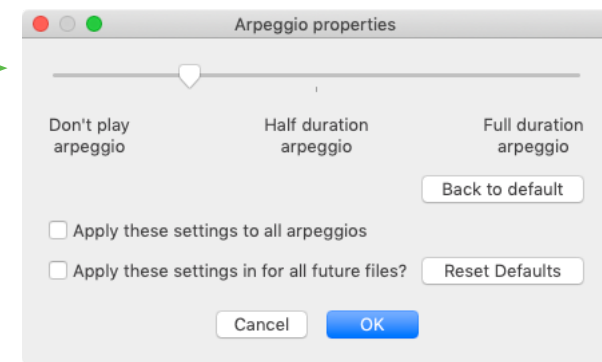 Arpeggio properties
Don't play Half duration Full duration
arpeggio arpeggio arpeggio
Back to default
Apply these settings to all arpeggios
Apply these settings in for all future files? Reset Defaults
Cancel OK